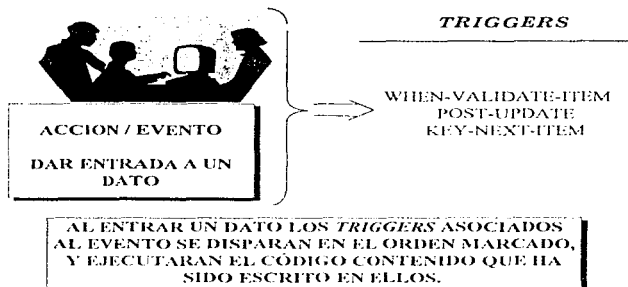 TRIGGERS
WHEN-VALIDATE-ITEM
POST-UPDATE
KEY-NEXT-ITEM
ACCION / EVENTO
DAR ENTRADA A UN
DATO
AL ENTRAR UN DATO LOS TRIGGERS ASOCIADOS
AL EVENTO SE DISPARAN EN EL ORDEN MARCADO,
Y EJECUTARAN EL CÓDIGO CONTENIDO QUE HA
SIDO ESCRITO EN ELLOS.